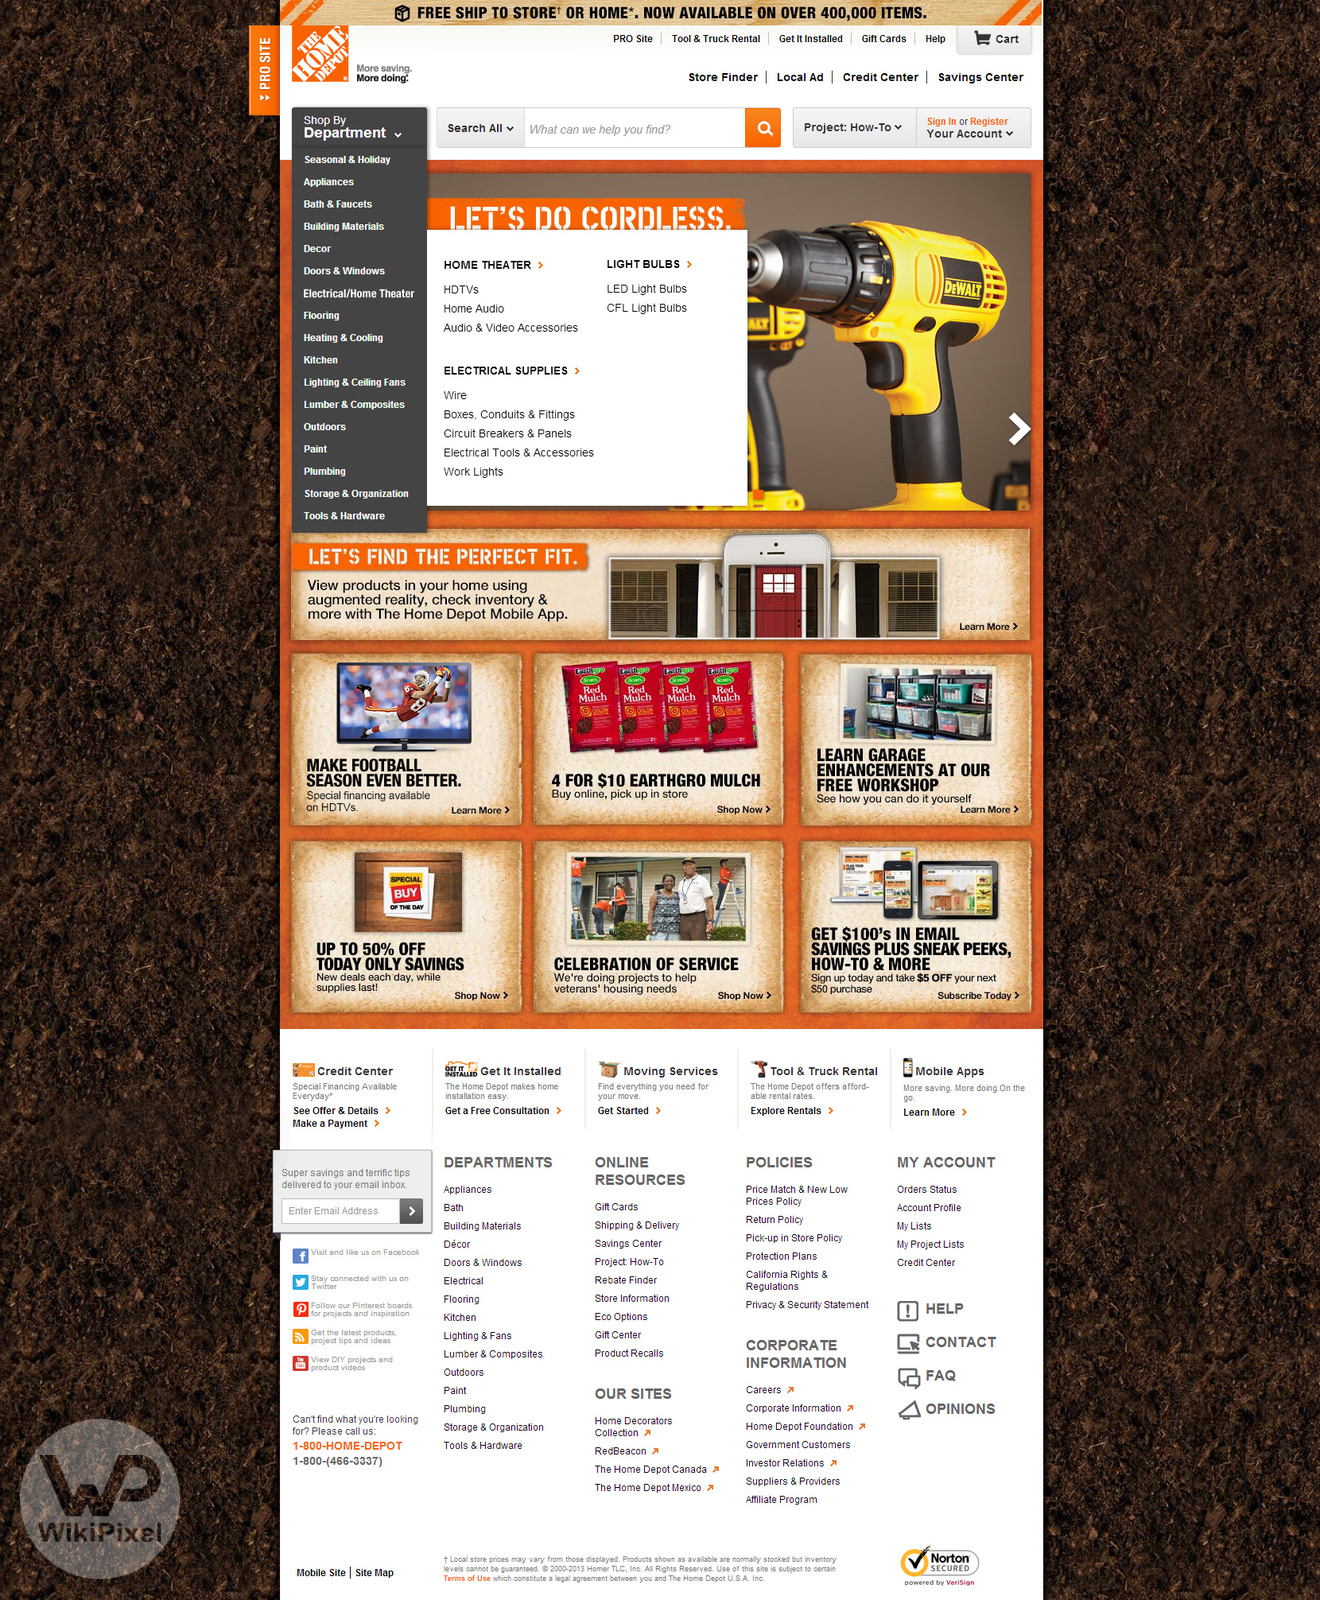 FREE SHIP TO STORE† OR HOME*. NOW AVAILABLE ON OVER 400,000 ITEMS.
PRO SITE
THE HOME DEPOT
More saving.
More doing.
PRO Site
Tool & Truck Rental
Get It Installed
Gift Cards
Help
Cart
Store Finder
Local Ad
Credit Center
Savings Center
Shop By
Department
Search All
What can we help you find?
Project: How-To
Sign In or Register
Your Account
Seasonal & Holiday
Appliances
Bath & Faucets
Building Materials
Decor
Doors & Windows
Electrical/Home Theater
Flooring
Heating & Cooling
Kitchen
Lighting & Ceiling Fans
Lumber & Composites
Outdoors
Paint
Plumbing
Storage & Organization
Tools & Hardware
LET'S DO CORDLESS.
HOME THEATER
HDTVs
Home Audio
Audio & Video Accessories
LIGHT BULBS
LED Light Bulbs
CFL Light Bulbs
ELECTRICAL SUPPLIES
Wire
Boxes, Conduits & Fittings
Circuit Breakers & Panels
Electrical Tools & Accessories
Work Lights
DEWALT
LET'S FIND THE PERFECT FIT.
View products in your home using
augmented reality, check inventory &
more with The Home Depot Mobile App.
Learn More
MAKE FOOTBALL
SEASON EVEN BETTER.
Special financing available
on HDTVs.
Learn More
Earthgro Earthgro Earthgro Earthgro
Scotts Scotts Scotts Scotts
Red Mulch Red Mulch Red Mulch Red Mulch
4 FOR $10 EARTHGRO MULCH
Buy online, pick up in store
Shop Now
LEARN GARAGE
ENHANCEMENTS AT OUR
FREE WORKSHOP
See how you can do it yourself
Learn More
SPECIAL
BUY
OF THE DAY
UP TO 50% OFF
TODAY ONLY SAVINGS
New deals each day, while
supplies last!
Shop Now
CELEBRATION OF SERVICE
We're doing projects to help
veterans' housing needs
Shop Now
GET $100's IN EMAIL
SAVINGS PLUS SNEAK PEEKS,
HOW-TO & MORE
Sign up today and take $5 OFF your next
$50 purchase
Subscribe Today
Credit Center
Special Financing Available
Everyday*
See Offer & Details
Make a Payment
GET IT INSTALLED
Get It Installed
The Home Depot makes home
installation easy.
Get a Free Consultation
Moving Services
Find everything you need for
your move.
Get Started
Tool & Truck Rental
The Home Depot offers afford-
able rental rates.
Explore Rentals
Mobile Apps
More saving. More doing.On the
go.
Learn More
Super savings and terrific tips
delivered to your email inbox.
Enter Email Address
Visit and like us on Facebook
Stay connected with us on
Twitter
Follow our Pinterest boards
for projects and inspiration
Get the latest products,
project tips and ideas
View DIY projects and
product videos
Can't find what you're looking
for? Please call us:
1-800-HOME-DEPOT
1-800-(466-3337)
DEPARTMENTS
Appliances
Bath
Building Materials
Décor
Doors & Windows
Electrical
Flooring
Kitchen
Lighting & Fans
Lumber & Composites
Outdoors
Paint
Plumbing
Storage & Organization
Tools & Hardware
ONLINE
RESOURCES
Gift Cards
Shipping & Delivery
Savings Center
Project: How-To
Rebate Finder
Store Information
Eco Options
Gift Center
Product Recalls
OUR SITES
Home Decorators
Collection
RedBeacon
The Home Depot Canada
The Home Depot Mexico
POLICIES
Price Match & New Low
Prices Policy
Return Policy
Pick-up in Store Policy
Protection Plans
California Rights &
Regulations
Privacy & Security Statement
CORPORATE
INFORMATION
Careers
Corporate Information
Home Depot Foundation
Government Customers
Investor Relations
Suppliers & Providers
Affiliate Program
MY ACCOUNT
Orders Status
Account Profile
My Lists
My Project Lists
Credit Center
HELP
CONTACT
FAQ
OPINIONS
WikiPixel
Mobile Site | Site Map
† Local store prices may vary from those displayed. Products shown as available are normally stocked but inventory
levels cannot be guaranteed. © 2000-2013 Homer TLC, Inc. All Rights Reserved. Use of this site is subject to certain
Terms of Use which constitute a legal agreement between you and The Home Depot U.S.A. Inc.
Norton
SECURED
powered by VeriSign